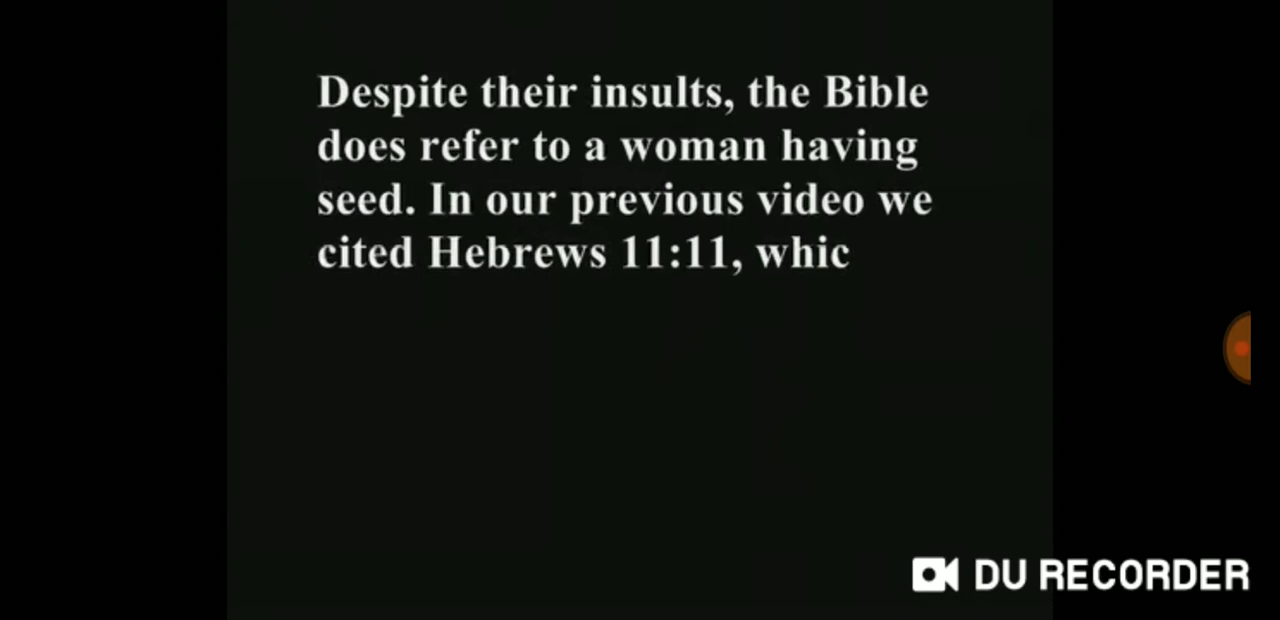 Despite their insults, the Bible
does refer to a woman having
seed. In our previous video we
cited Hebrews 11:11, whic
DU RECORDER